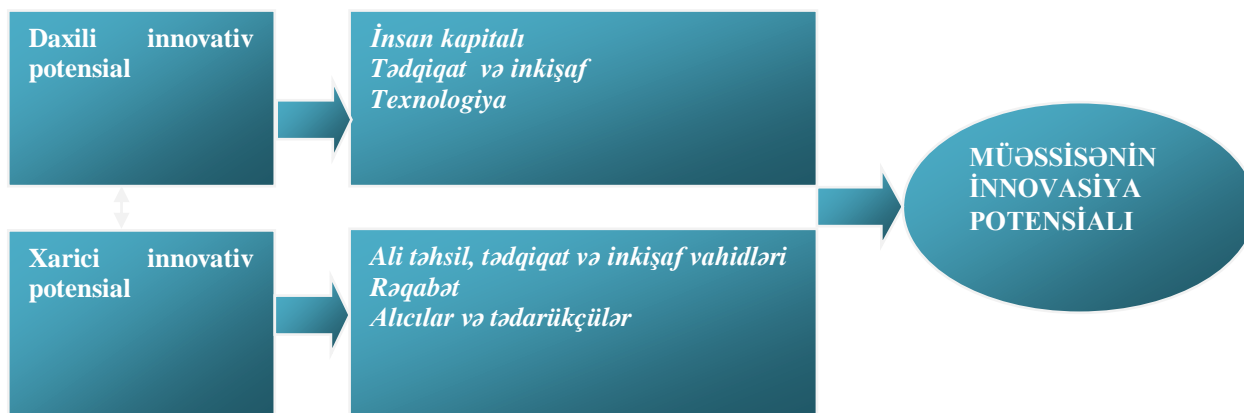 Daxili innovativ
potensial
İnsan kapitalı
Tədqiqat və inkişaf
Texnologiya
Xarici innovativ
potensial
Ali təhsil, tədqiqat və inkişaf vahidləri
Rəqabət
Alıcılar və tədarükçülər
MÜƏSSİSƏNİN
İNNOVASİYA
POTENSİALI